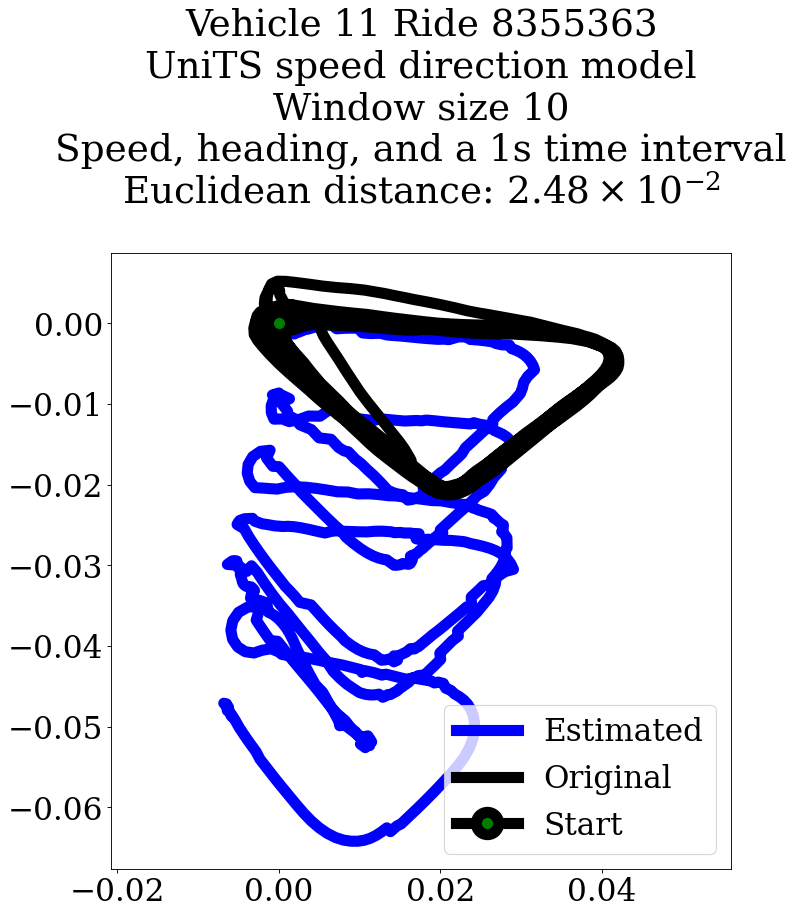 Vehicle 11 Ride 8355363
UniTS speed direction model
Window size 10
Speed, heading, and a 1s time interval
Euclidean distance: 2.48 × 10⁻²
0.00
−0.01
−0.02
−0.03
−0.04
−0.05
−0.06
Estimated
Original
Start
−0.02 0.00 0.02 0.04